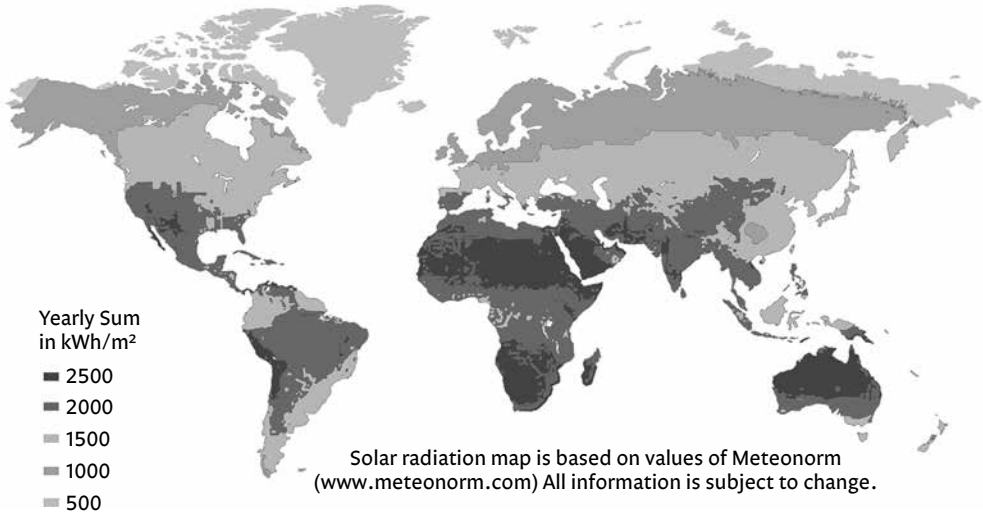 Yearly Sum
in kWh/m²
2500
2000
1500
1000
500
Solar radiation map is based on values of Meteonorm
(www.meteonorm.com) All information is subject to change.